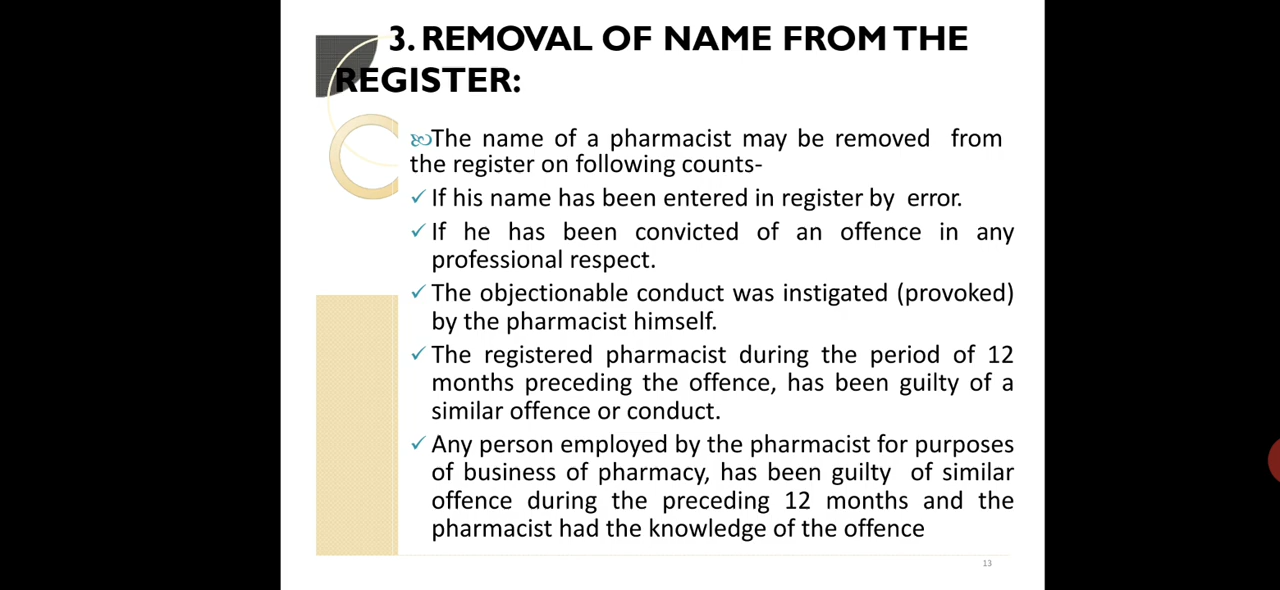 3. REMOVAL OF NAME FROM THE
REGISTER:
The name of a pharmacist may be removed from
the register on following counts-
✓ If his name has been entered in register by error.
✓ If he has been convicted of an offence in any
professional respect.
✓ The objectionable conduct was instigated (provoked)
by the pharmacist himself.
✓ The registered pharmacist during the period of 12
months preceding the offence, has been guilty of a
similar offence or conduct.
✓ Any person employed by the pharmacist for purposes
of business of pharmacy, has been guilty of similar
offence during the preceding 12 months and the
pharmacist had the knowledge of the offence
13